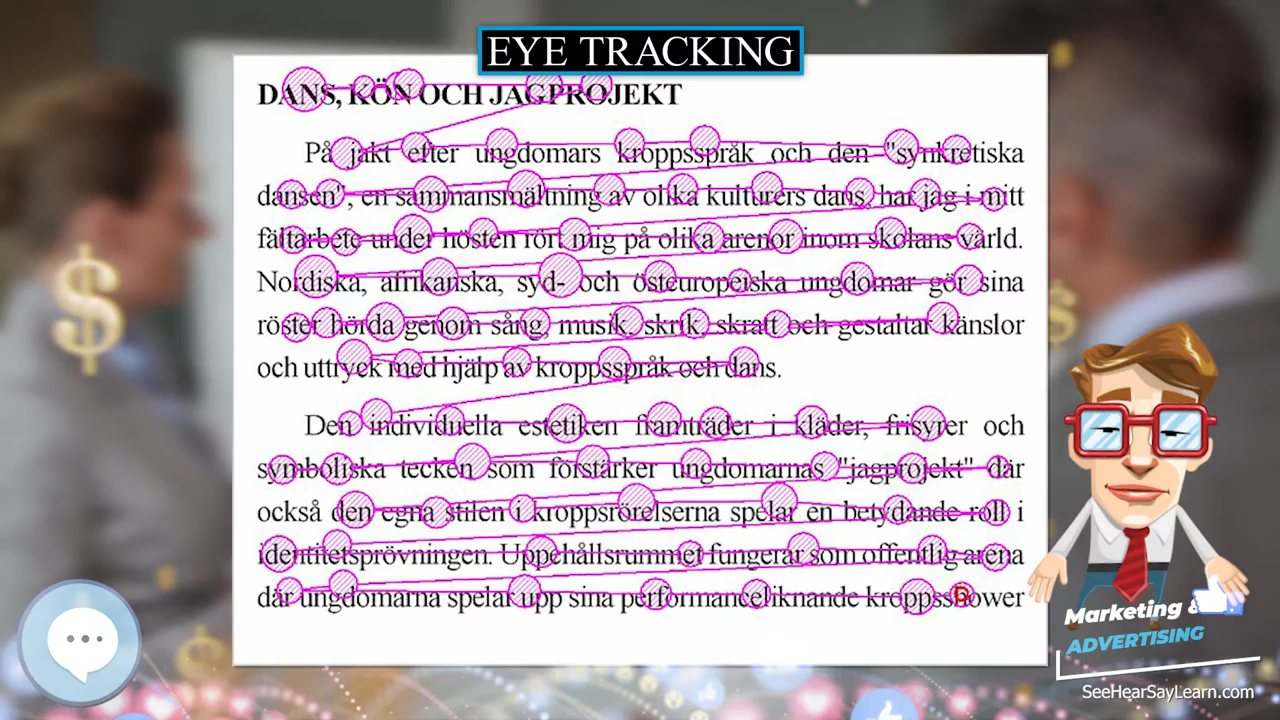 EYE TRACKING
DANS, KÖN OCH JAGPROJEKT
På jakt efter ungdomars kroppsspråk och den "synkretiska
dansen", en sammansmältning av olika kulturers dans, har jag i mitt
fältarbete under hösten rört mig på olika arenor inom skolans värld.
Nordiska, afrikanska, syd- och östeuropeiska ungdomar gör sina
röster hörda genom sång, musik, skrik, skratt och gestaltar känslor
och uttryck med hjälp av kroppsspråk och dans.
Den individuella estetiken framträder i kläder, frisyrer och
symboliska tecken som förstärker ungdomarnas "jagprojekt" där
också den egna stilen i kroppsrörelserna spelar en betydande roll i
identitetsprövningen. Uppehållsrummet fungerar som offentlig arena
där ungdomarna spelar upp sina performanceliknande kroppsshower
Marketing &
ADVERTISING
SeeHearSayLearn.com